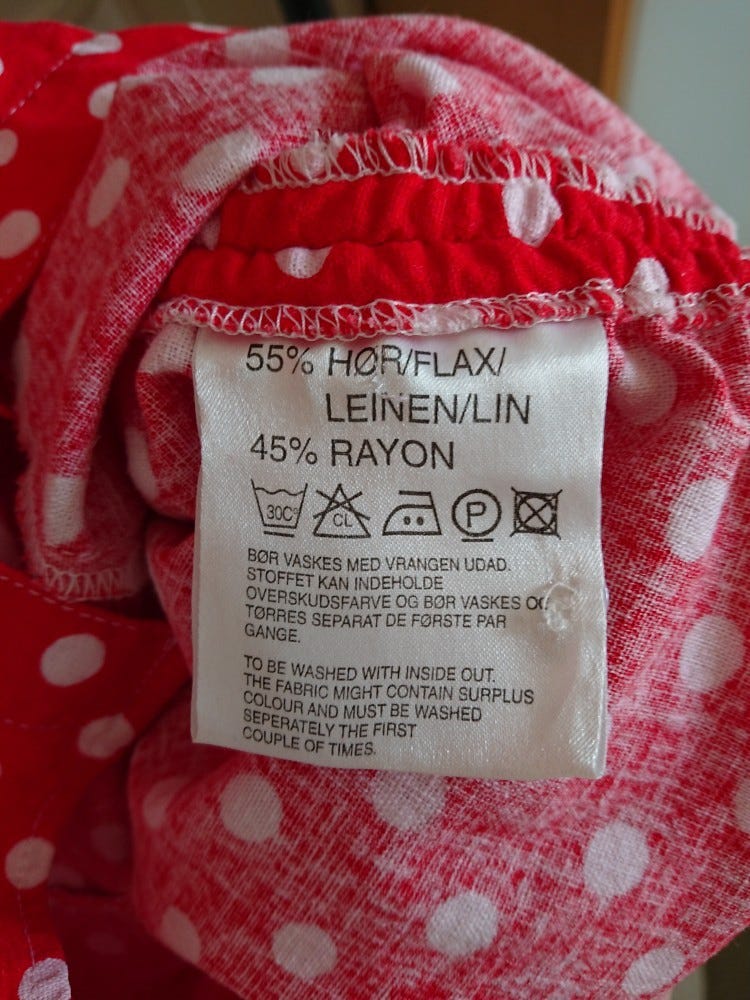 55% HØR/FLAX/
LEINEN/LIN
45% RAYON
30C° CL P
BØR VASKES MED VRANGEN UDAD.
STOFFET KAN INDEHOLDE
OVERSKUDSFARVE OG BØR VASKES OG
TØRRES SEPARAT DE FØRSTE PAR
GANGE.
TO BE WASHED WITH INSIDE OUT.
THE FABRIC MIGHT CONTAIN SURPLUS
COLOUR AND MUST BE WASHED
SEPERATELY THE FIRST
COUPLE OF TIMES.